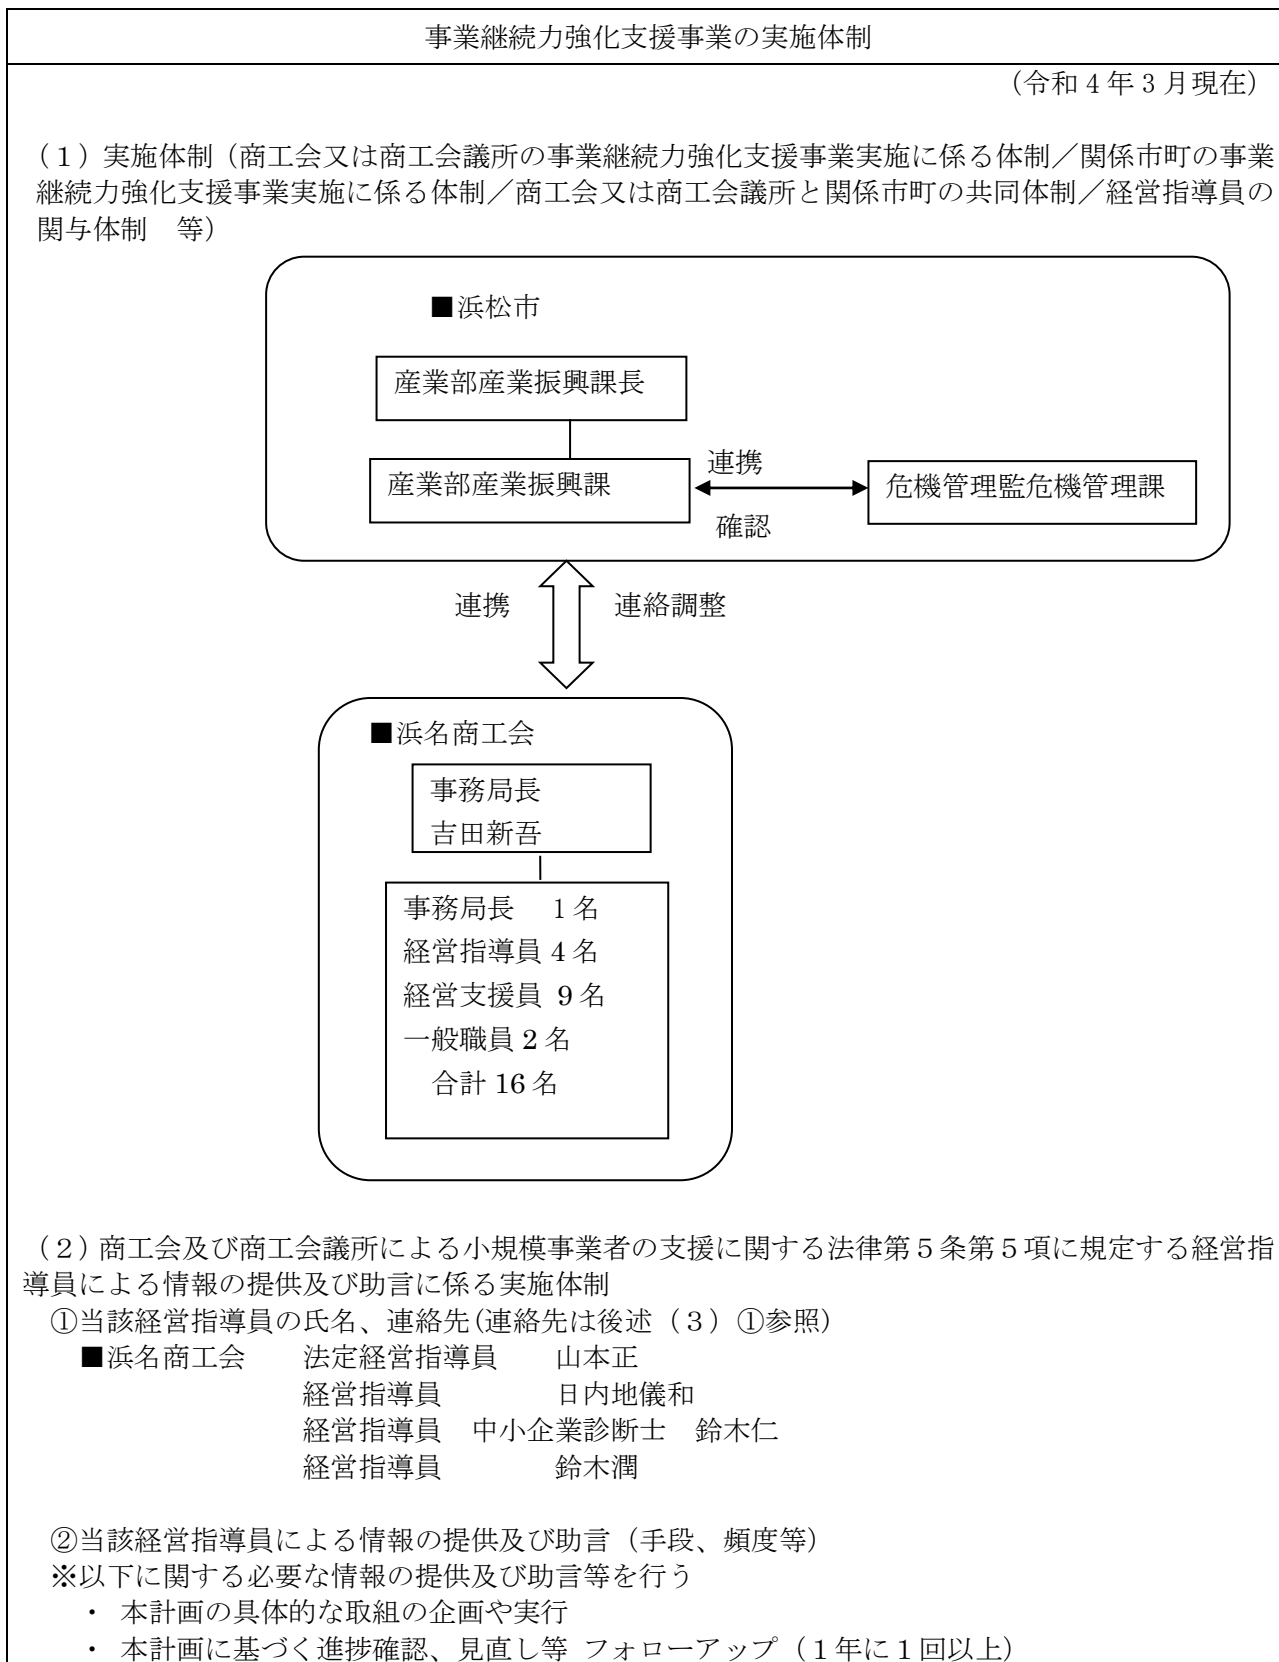 事業継続力強化支援事業の実施体制
(令和4年3月現在)
(1)実施体制(商工会又は商工会議所の事業継続力強化支援事業実施に係る体制/関係市町の事業
継続力強化支援事業実施に係る体制/商工会又は商工会議所と関係市町の共同体制/経営指導員の
関与体制 等)
■浜松市
産業部産業振興課長
産業部産業振興課
連携
確認
危機管理監危機管理課
連携 連絡調整
■浜名商工会
事務局長
吉田新吾
事務局長 1名
経営指導員 4名
経営支援員 9名
一般職員 2名
合計 16名
(2)商工会及び商工会議所による小規模事業者の支援に関する法律第5条第5項に規定する経営指
導員による情報の提供及び助言に係る実施体制
①当該経営指導員の氏名、連絡先(連絡先は後述(3)①参照)
■浜名商工会 法定経営指導員 山本正
経営指導員 日内地儀和
経営指導員 中小企業診断士 鈴木仁
経営指導員 鈴木潤
②当該経営指導員による情報の提供及び助言(手段、頻度等)
※以下に関する必要な情報の提供及び助言等を行う
・ 本計画の具体的な取組の企画や実行
・ 本計画に基づく進捗確認、見直し等 フォローアップ(1年に1回以上)